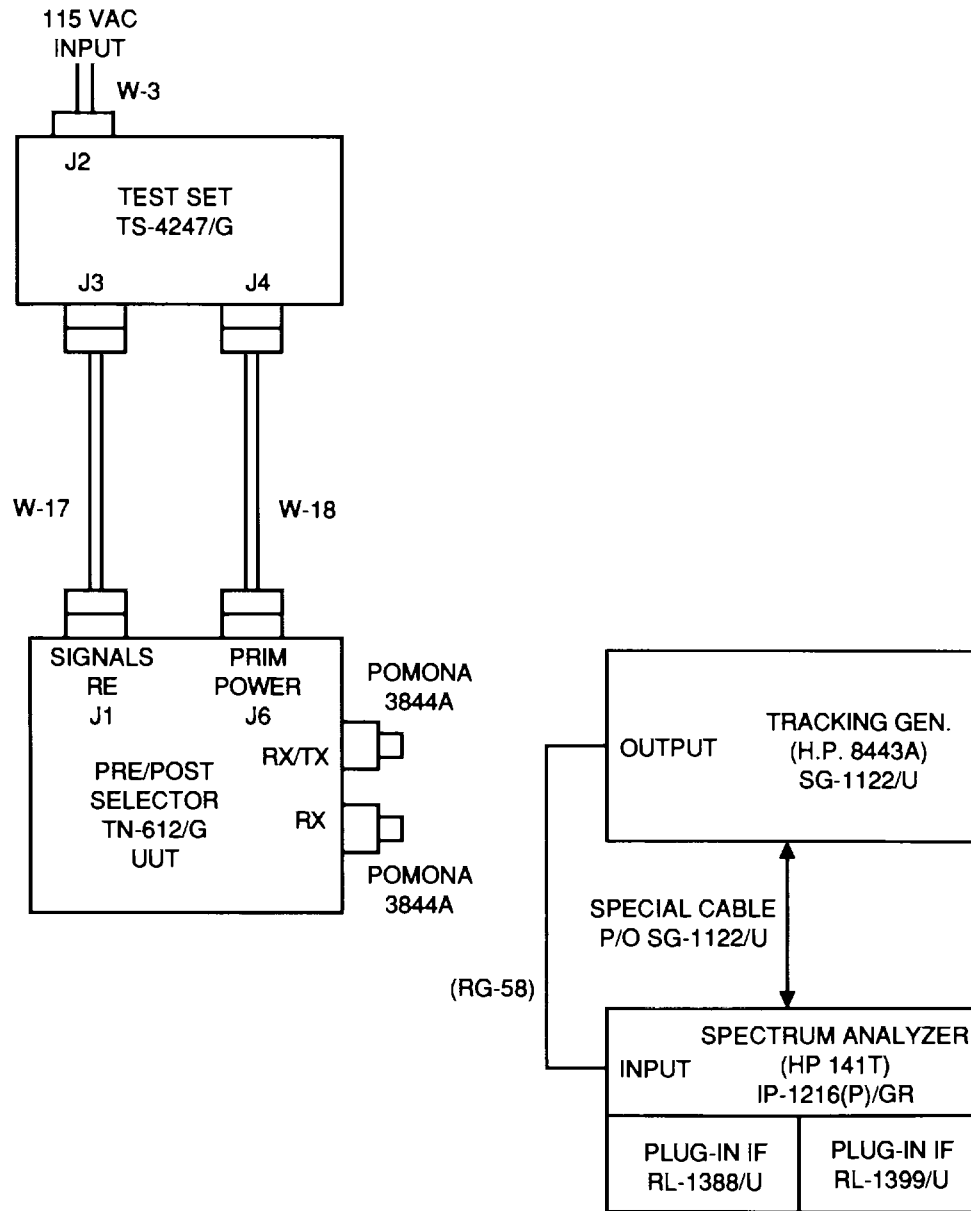 115 VAC
INPUT
W-3
J2
TEST SET
TS-4247/G
J3
J4
W-17
W-18
SIGNALS
RE
J1
PRIM
POWER
J6
POMONA
3844A
RX/TX
PRE/POST
SELECTOR
TN-612/G
UUT
RX
POMONA
3844A
OUTPUT
TRACKING GEN.
(H.P. 8443A)
SG-1122/U
SPECIAL CABLE
P/O SG-1122/U
(RG-58)
INPUT
SPECTRUM ANALYZER
(HP 141T)
IP-1216(P)/GR
PLUG-IN IF
RL-1388/U
PLUG-IN IF
RL-1399/U